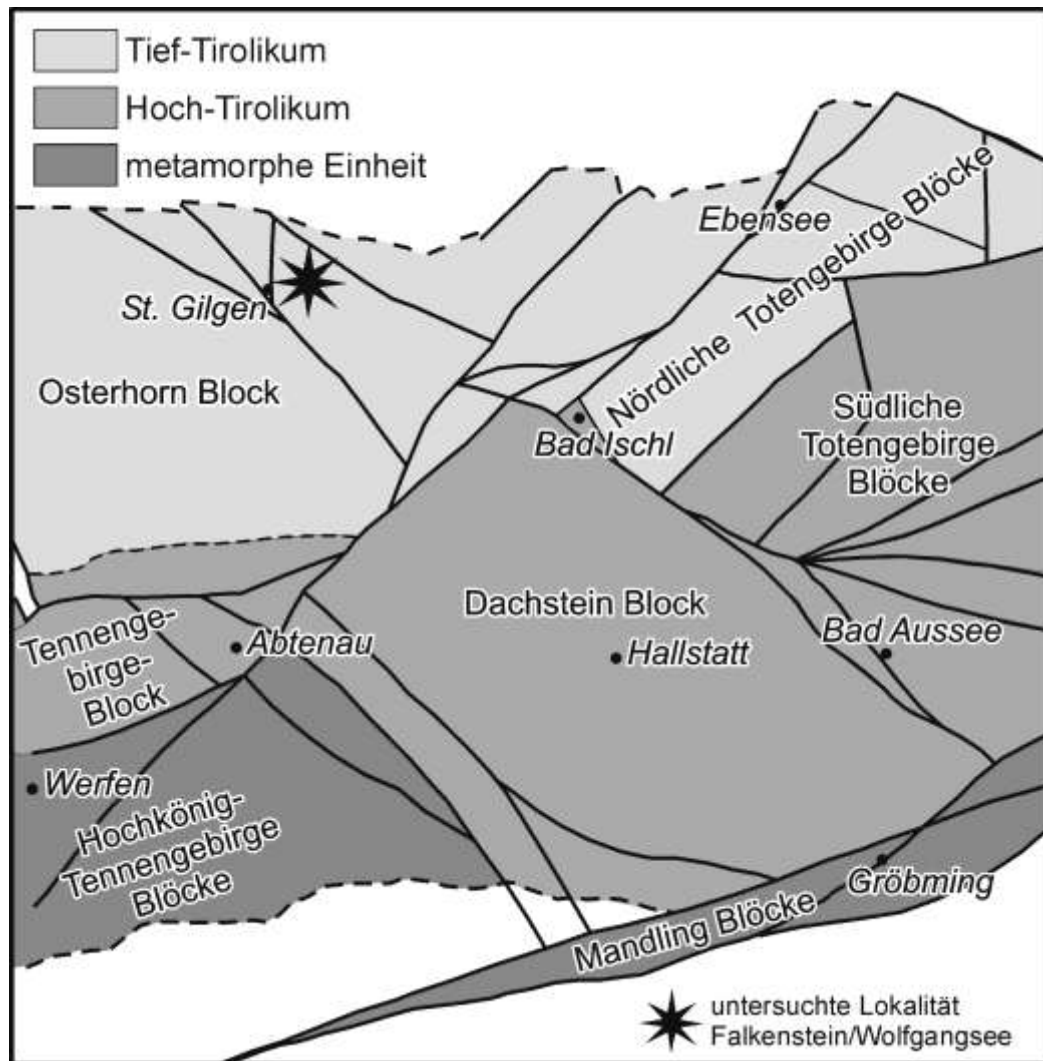 Tief-Tirolikum
Hoch-Tirolikum
metamorphe Einheit
Ebensee
St. Gilgen
Nördliche Totengebirge Blöcke
Osterhorn Block
Bad Ischl
Südliche
Totengebirge
Blöcke
Dachstein Block
Hallstatt
Bad Aussee
Tennenge-
birge-
Block
Abtenau
Werfen
Hochkönig-
Tennengebirge
Blöcke
Gröbming
Mandling Blöcke
untersuchte Lokalität
Falkenstein/Wolfgangsee